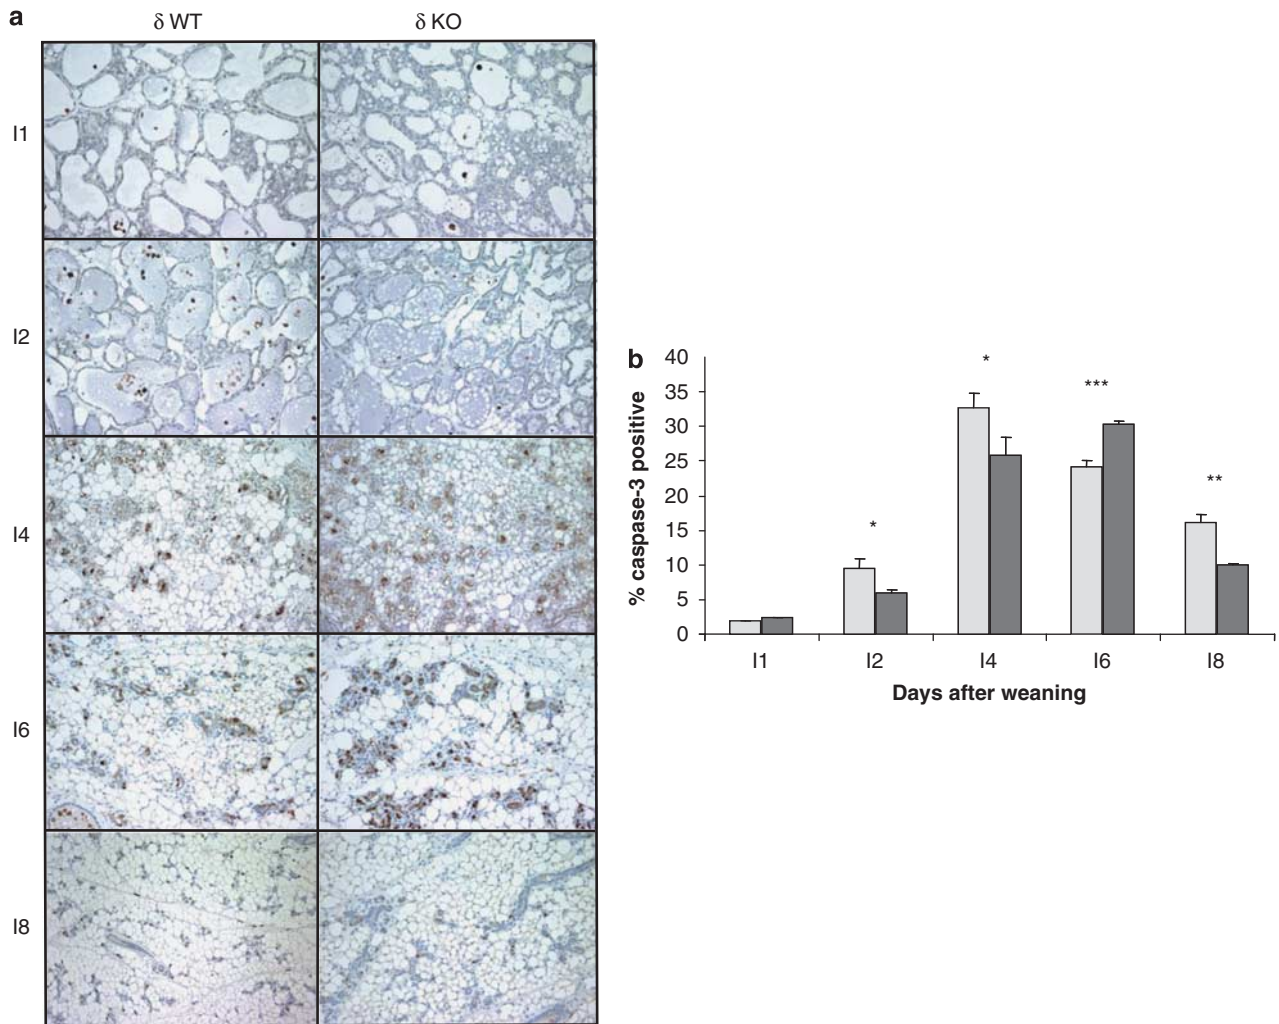 a
δ WT
δ KO
I1
I2
I4
I6
I8
b
% caspase-3 positive
40
35
30
25
20
15
10
5
0
*
*
***
**
I1
I2
I4
I6
I8
Days after weaning